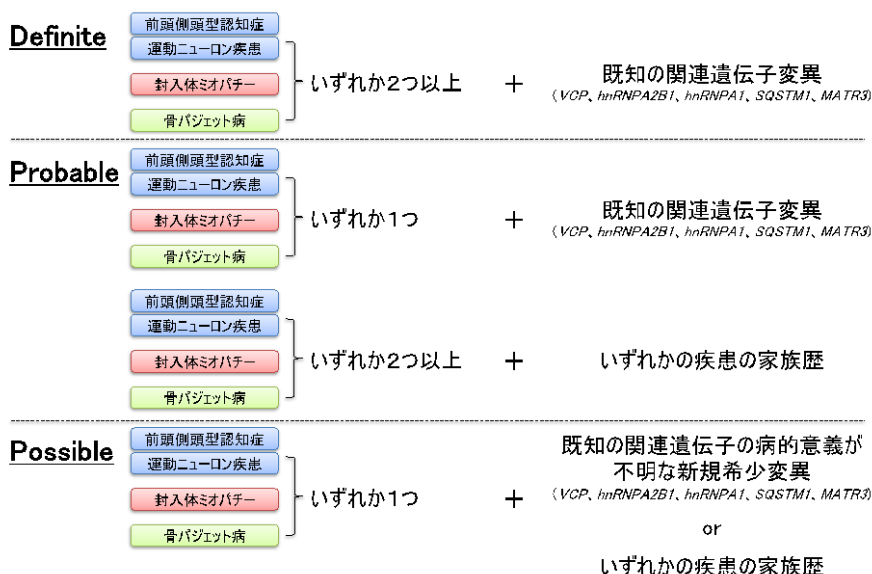 Definite
前頭側頭型認知症
運動ニューロン疾患
封入体ミオパチー
骨パジェット病
いずれか2つ以上
+
既知の関連遺伝子変異
(VCP、hnRNPA2B1、hnRNPA1、SQSTM1、MATR3)
Probable
前頭側頭型認知症
運動ニューロン疾患
封入体ミオパチー
骨パジェット病
いずれか1つ
+
既知の関連遺伝子変異
(VCP、hnRNPA2B1、hnRNPA1、SQSTM1、MATR3)
前頭側頭型認知症
運動ニューロン疾患
封入体ミオパチー
骨パジェット病
いずれか2つ以上
+
いずれかの疾患の家族歴
Possible
前頭側頭型認知症
運動ニューロン疾患
封入体ミオパチー
骨パジェット病
いずれか1つ
+
既知の関連遺伝子の病的意義が
不明な新規希少変異
(VCP、hnRNPA2B1、hnRNPA1、SQSTM1、MATR3)
or
いずれかの疾患の家族歴